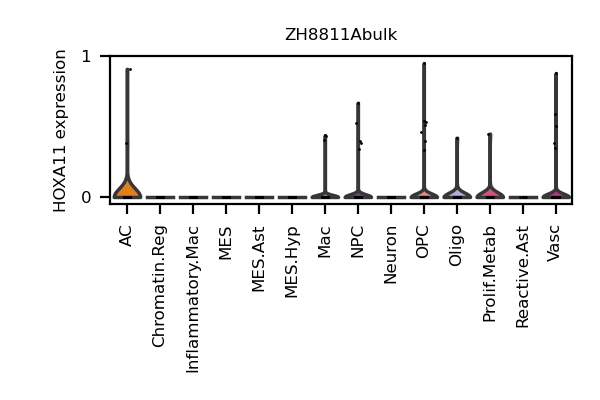 ZH8811Abulk
HOXA11 expression
1
0
AC
Chromatin.Reg
Inflammatory.Mac
MES
MES.Ast
MES.Hyp
Mac
NPC
Neuron
OPC
Oligo
Prolif.Metab
Reactive.Ast
Vasc